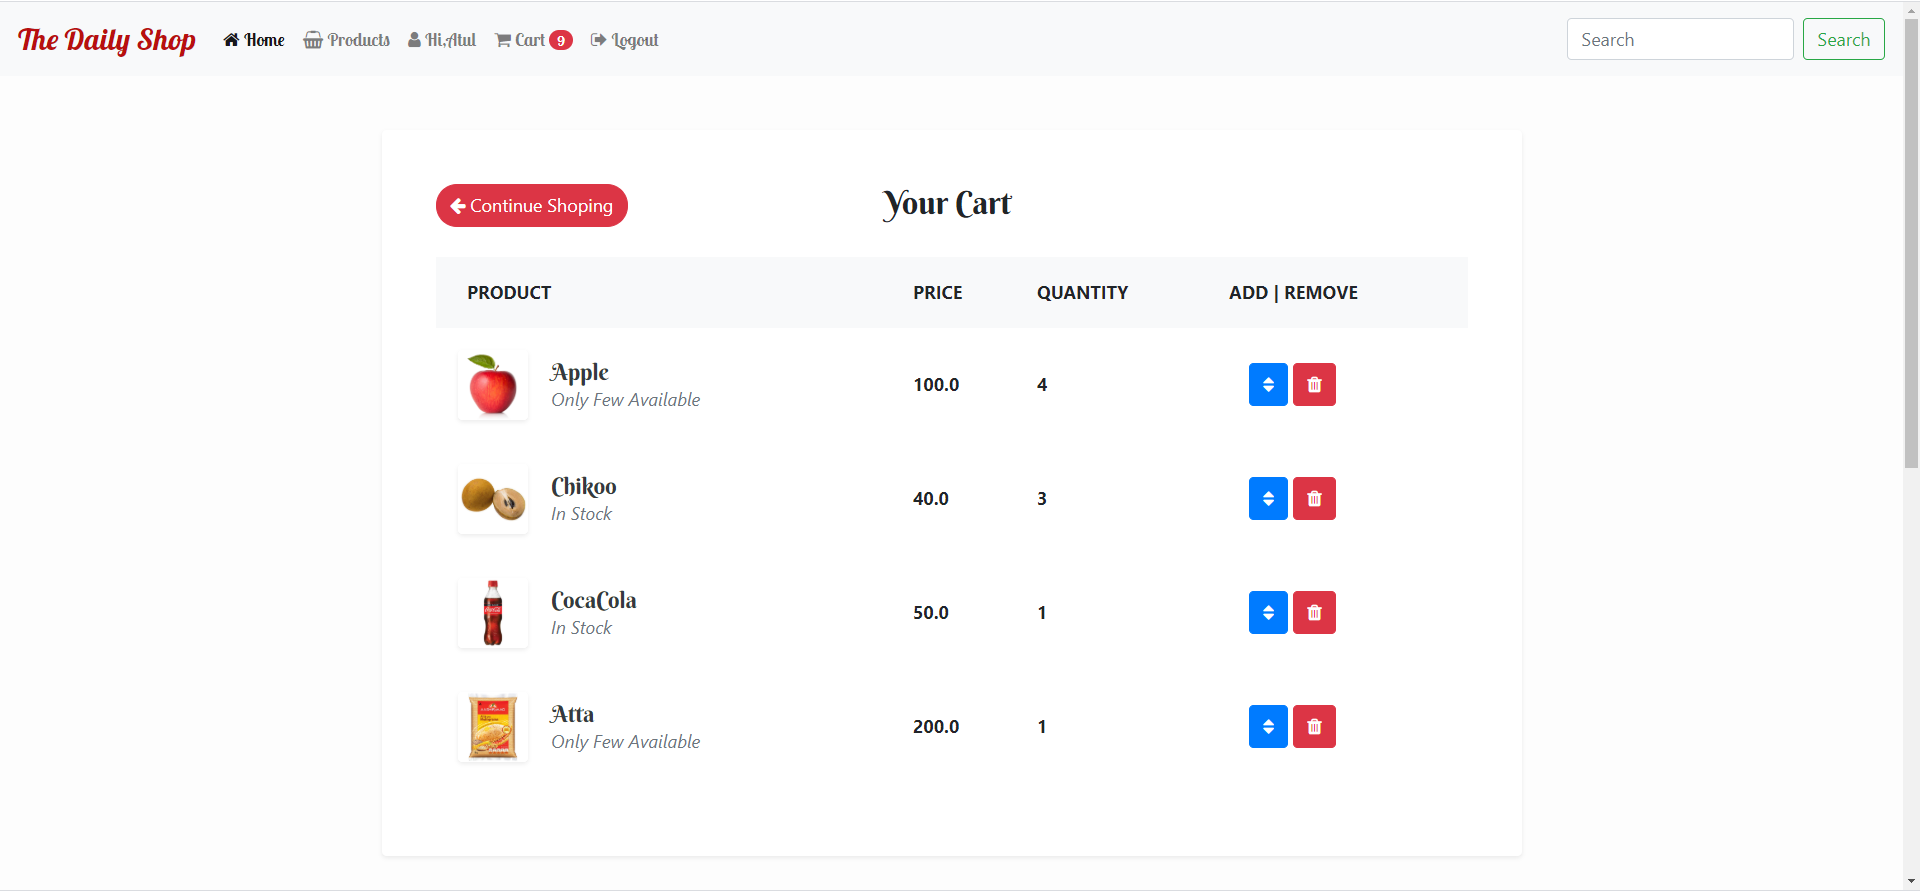 The Daily Shop Home Products Hi,Atul Cart 9 Logout Search Search
Continue Shoping
Your Cart
PRODUCT PRICE QUANTITY ADD | REMOVE
Apple
Only Few Available
100.0 4
Chikoo
In Stock
40.0 3
CocaCola
In Stock
50.0 1
Atta
Only Few Available
200.0 1